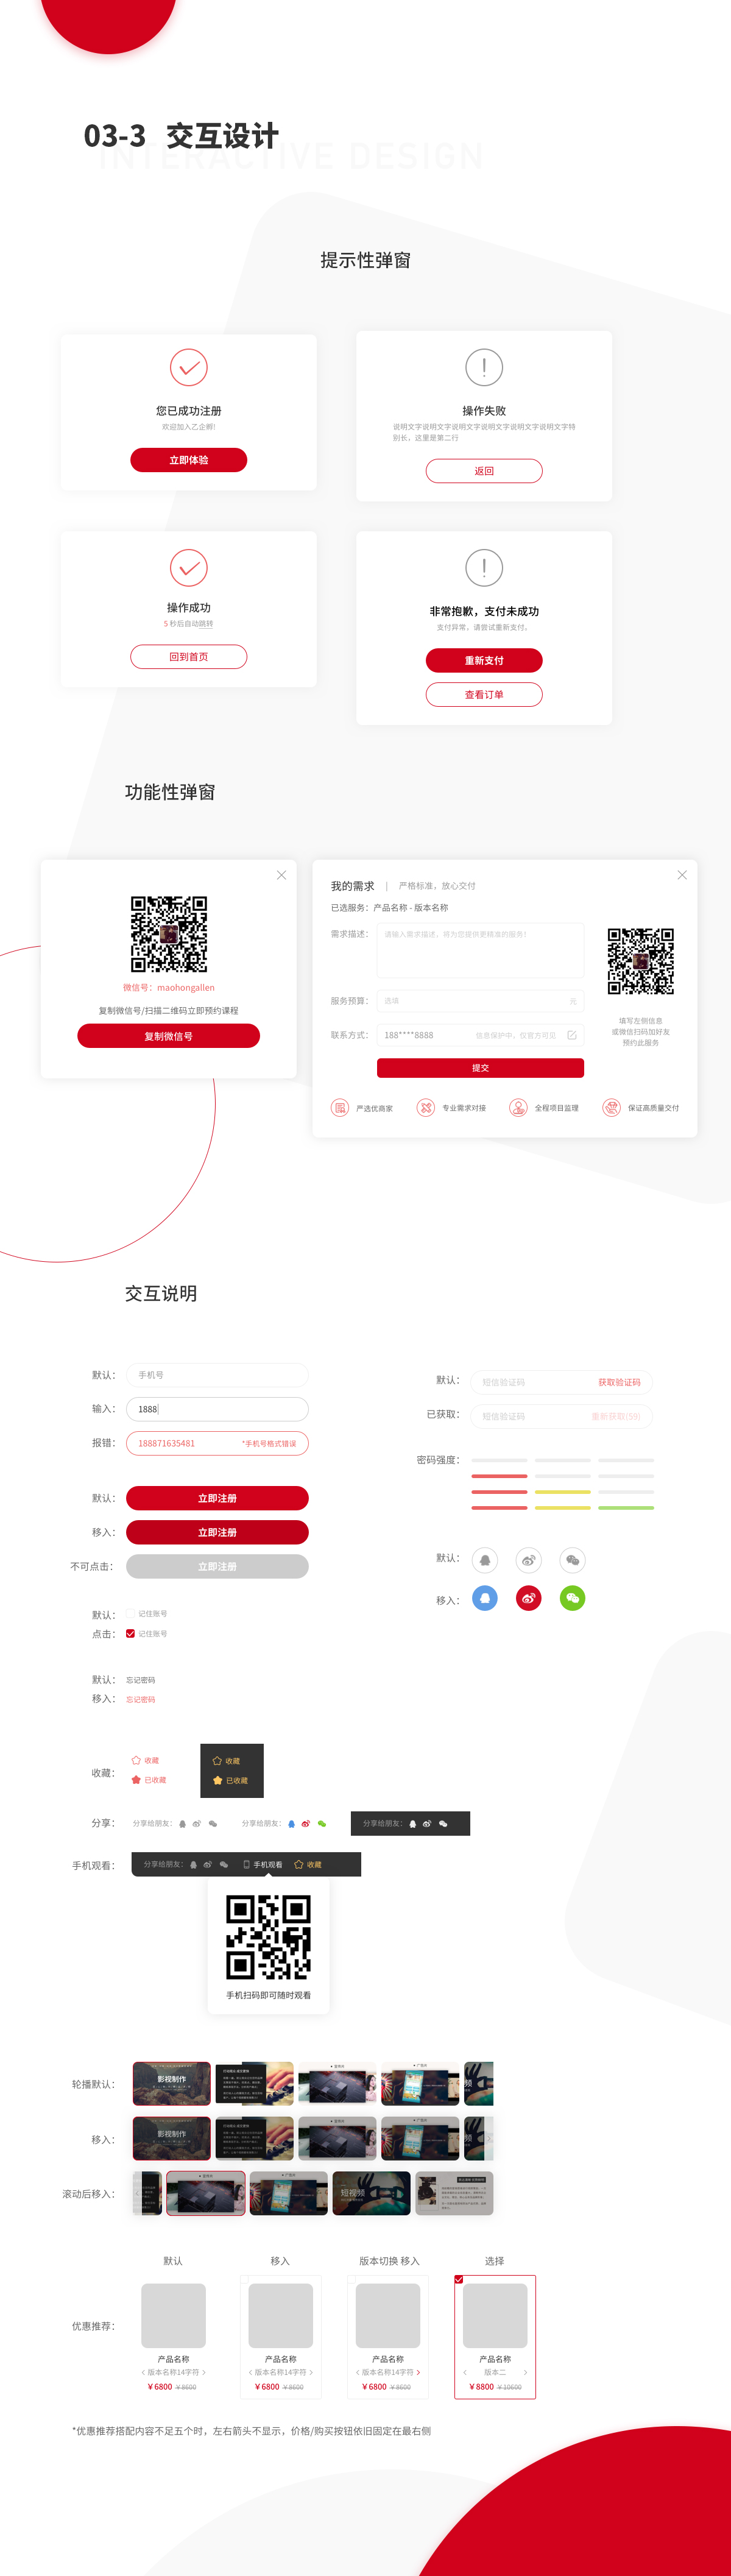 03-3 交互设计
INTERACTIVE DESIGN
提示性弹窗
您已成功注册
欢迎加入乙企孵!
立即体验
操作失败
说明文字说明文字说明文字说明文字说明文字说明文字特
别长，这里是第二行
返回
操作成功
5 秒后自动跳转
回到首页
非常抱歉，支付未成功
支付异常，请尝试重新支付。
重新支付
查看订单
功能性弹窗
微信号：maohongallen
复制微信号/扫描二维码立即预约课程
复制微信号
我的需求 | 严格标准，放心交付
已选服务：产品名称 - 版本名称
需求描述： 请输入需求描述，将为您提供更精准的服务!
服务预算： 选填 元
联系方式： 188****8888 信息保护中，仅官方可见
提交
填写左侧信息
或微信扫码加好友
预约此服务
严选优商家 专业需求对接 全程项目监理 保证高质量交付
交互说明
默认： 手机号
输入： 1888
报错： 188871635481 *手机号格式错误
默认： 立即注册
移入： 立即注册
不可点击： 立即注册
默认： 记住账号
点击： 记住账号
默认： 忘记密码
移入： 忘记密码
默认： 短信验证码 获取验证码
已获取： 短信验证码 重新获取(59)
密码强度：
默认：
移入：
收藏： 收藏 收藏
已收藏 已收藏
分享： 分享给朋友： 分享给朋友： 分享给朋友：
手机观看： 分享给朋友： 手机观看 收藏
手机扫码即可随时观看
轮播默认： 影视制作
移入： 影视制作
滚动后移入： 短视频
默认 移入 版本切换 移入 选择
优惠推荐：
产品名称 产品名称 产品名称 产品名称
版本名称14字符 版本名称14字符 版本名称14字符 版本二
￥6800 ￥8600 ￥6800 ￥8600 ￥6800 ￥8600 ￥8800 ￥10600
*优惠推荐搭配内容不足五个时，左右箭头不显示，价格/购买按钮依旧固定在最右侧